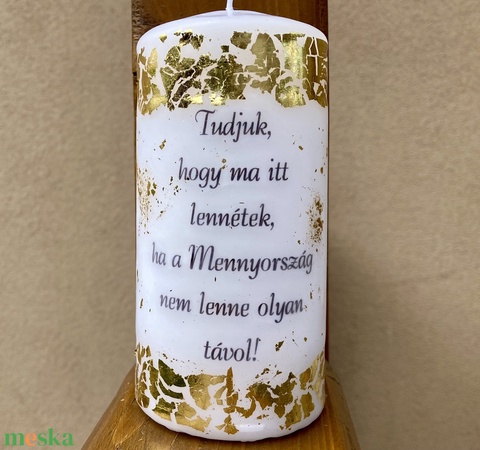 Tudjuk,
hogy ma itt
lennétek,
ha a Mennyország
nem lenne olyan
távol!
meska